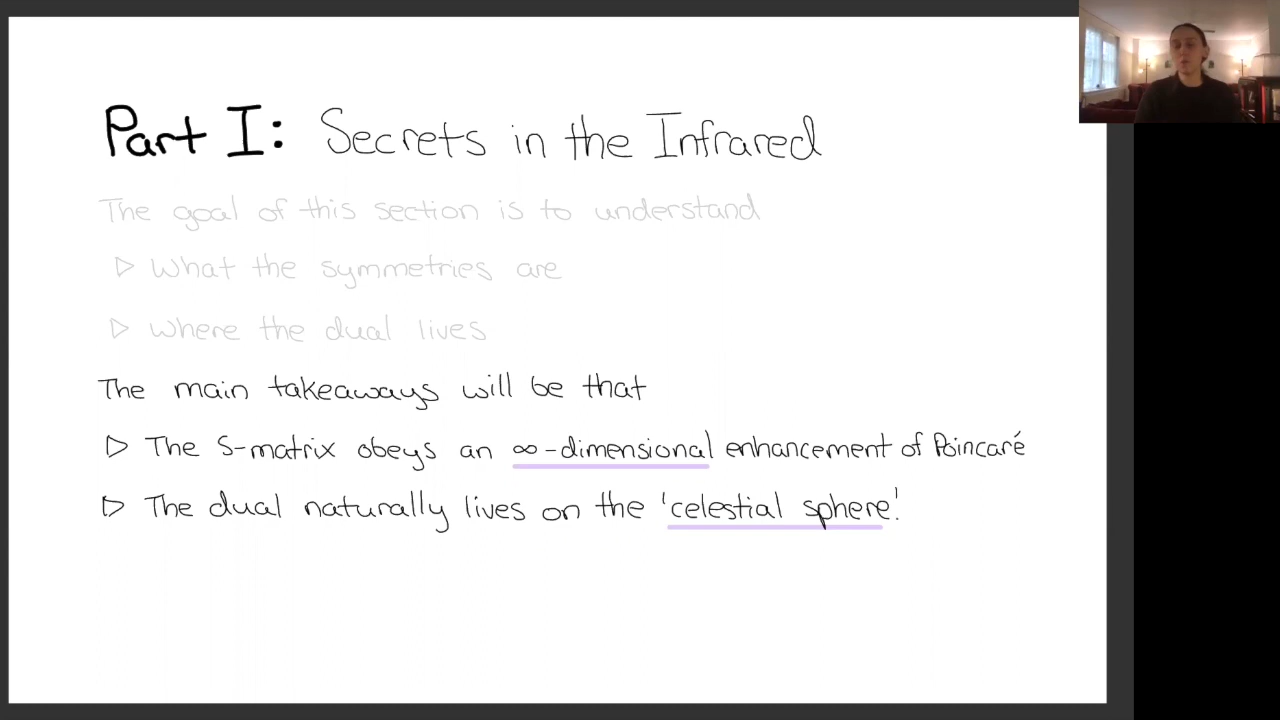 Part I: Secrets in the Infrared
The goal of this section is to understand
▷ What the symmetries are
▷ where the dual lives
The main takeaways will be that
▷ The S-matrix obeys an ∞-dimensional enhancement of Poincaré
▷ The dual naturally lives on the 'celestial sphere'